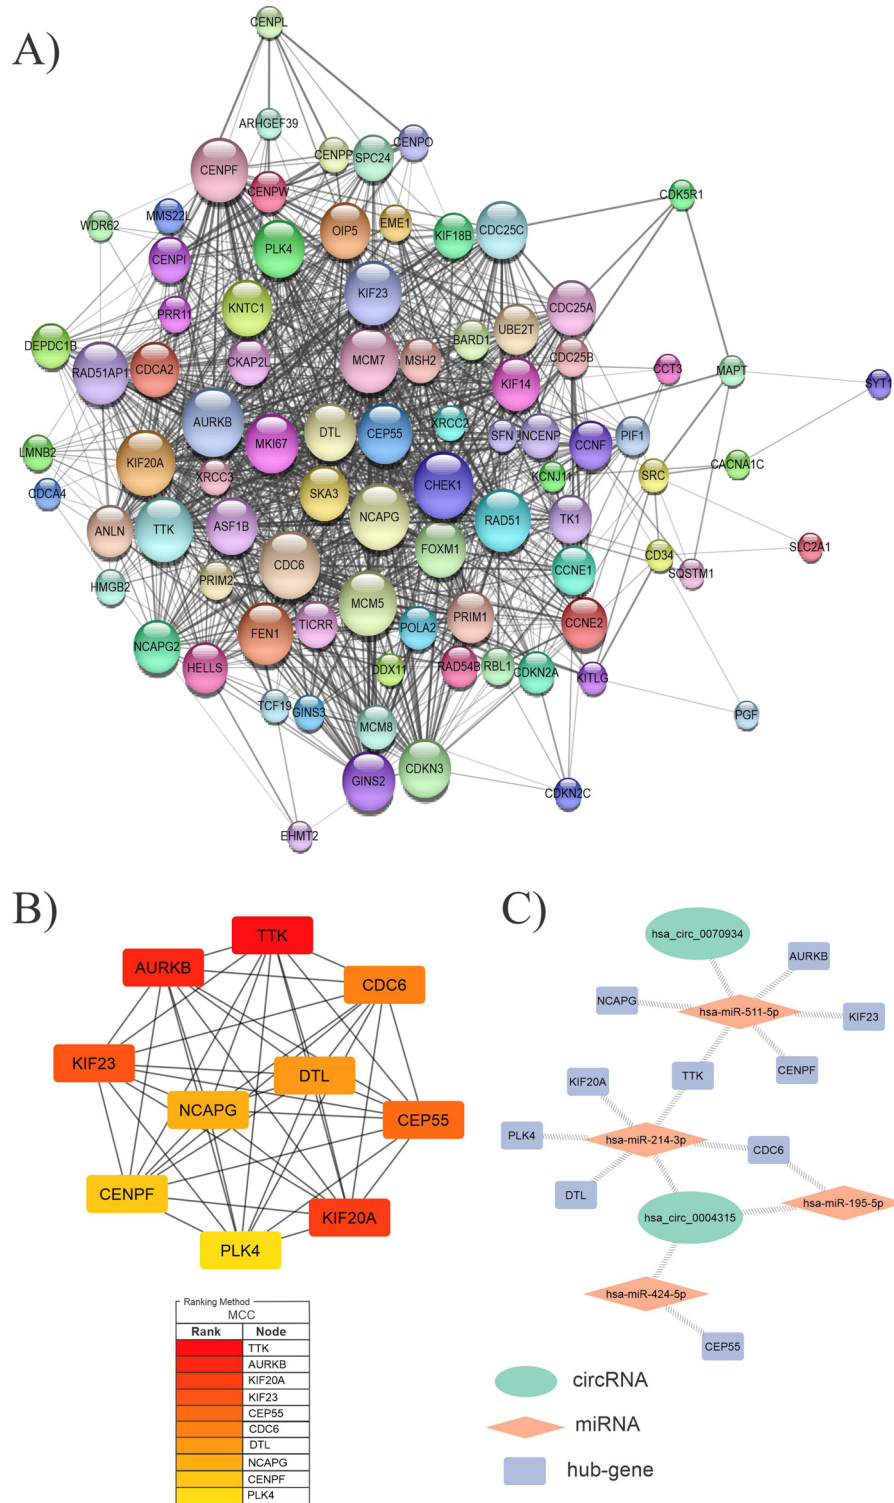 A)
CENPL
ARHGEF39
CENPO
CENPP
SPC24
CENPF
CENPW
CDK5R1
MMS22L
WDR62
OIP5
EME1
KIF18B
CDC25C
PLK4
CENPI
KIF23
CDC25A
PRR11
KNTC1
UBE2T
BARD1
DEPDC1B
CDC25B
RAD51AP1
CDCA2
CKAP2L
MCM7
MSH2
KIF14
CCT3
MAPT
SYT1
AURKB
MKI67
DTL
CEP55
XRCC2
SFN
NCENP
CCNF
PIF1
LMNB2
KIF20A
XRCC3
CHEK1
KCNJ11
SRC
CACNA1C
CDCA4
SKA3
NCAPG
RAD51
TK1
ANLN
TTK
ASF1B
FOXM1
CD34
SLC2A1
CDC6
CCNE1
SQSTM1
HMGB2
PRIM2
MCM5
FEN1
TICRR
POLA2
PRIM1
CCNE2
NCAPG2
HELLS
DDX11
RAD54B
RBL1
CDKN2A
KITLG
TCF19
GINS3
MCM8
PGF
GINS2
CDKN3
CDKN2C
EHMT2
B)
TTK
AURKB
CDC6
KIF23
DTL
NCAPG
CEP55
CENPF
KIF20A
PLK4
Ranking Method
MCC
Rank Node
TTK
AURKB
KIF20A
KIF23
CEP55
CDC6
DTL
NCAPG
CENPF
PLK4
C)
hsa_circ_0070934
AURKB
NCAPG
hsa-miR-511-5p
KIF23
CENPF
TTK
KIF20A
PLK4
hsa-miR-214-3p
CDC6
DTL
hsa-miR-195-5p
hsa_circ_0004315
hsa-miR-424-5p
CEP55
circRNA
miRNA
hub-gene